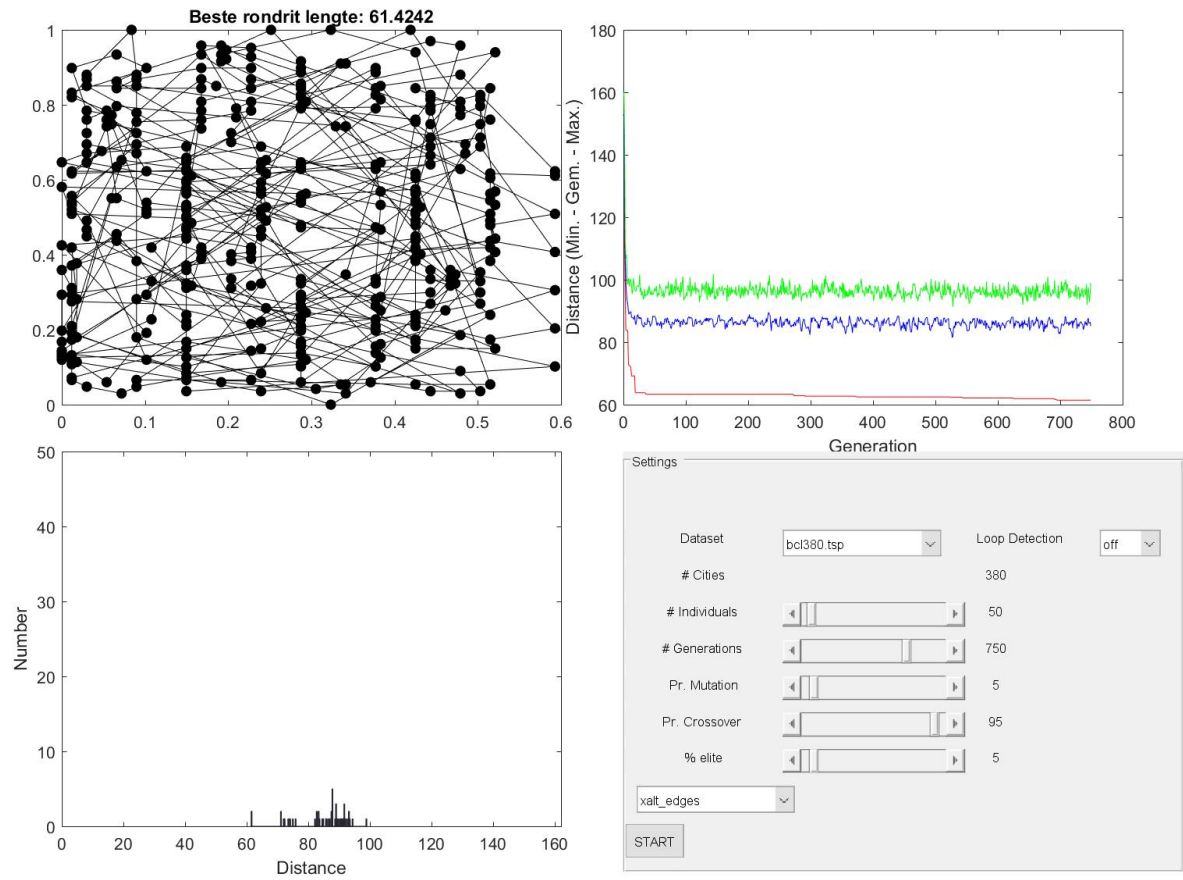 Beste rondrit lengte: 61.4242
1
0.8
0.6
0.4
0.2
0
0 0.1 0.2 0.3 0.4 0.5 0.6
Distance (Min. - Gem. - Max.)
180
160
140
120
100
80
60
0 100 200 300 400 500 600 700 800
Generation
Number
50
40
30
20
10
0
0 20 40 60 80 100 120 140 160
Distance
Settings
Dataset bcl380.tsp Loop Detection off
# Cities 380
# Individuals 50
# Generations 750
Pr. Mutation 5
Pr. Crossover 95
% elite 5
xalt_edges
START